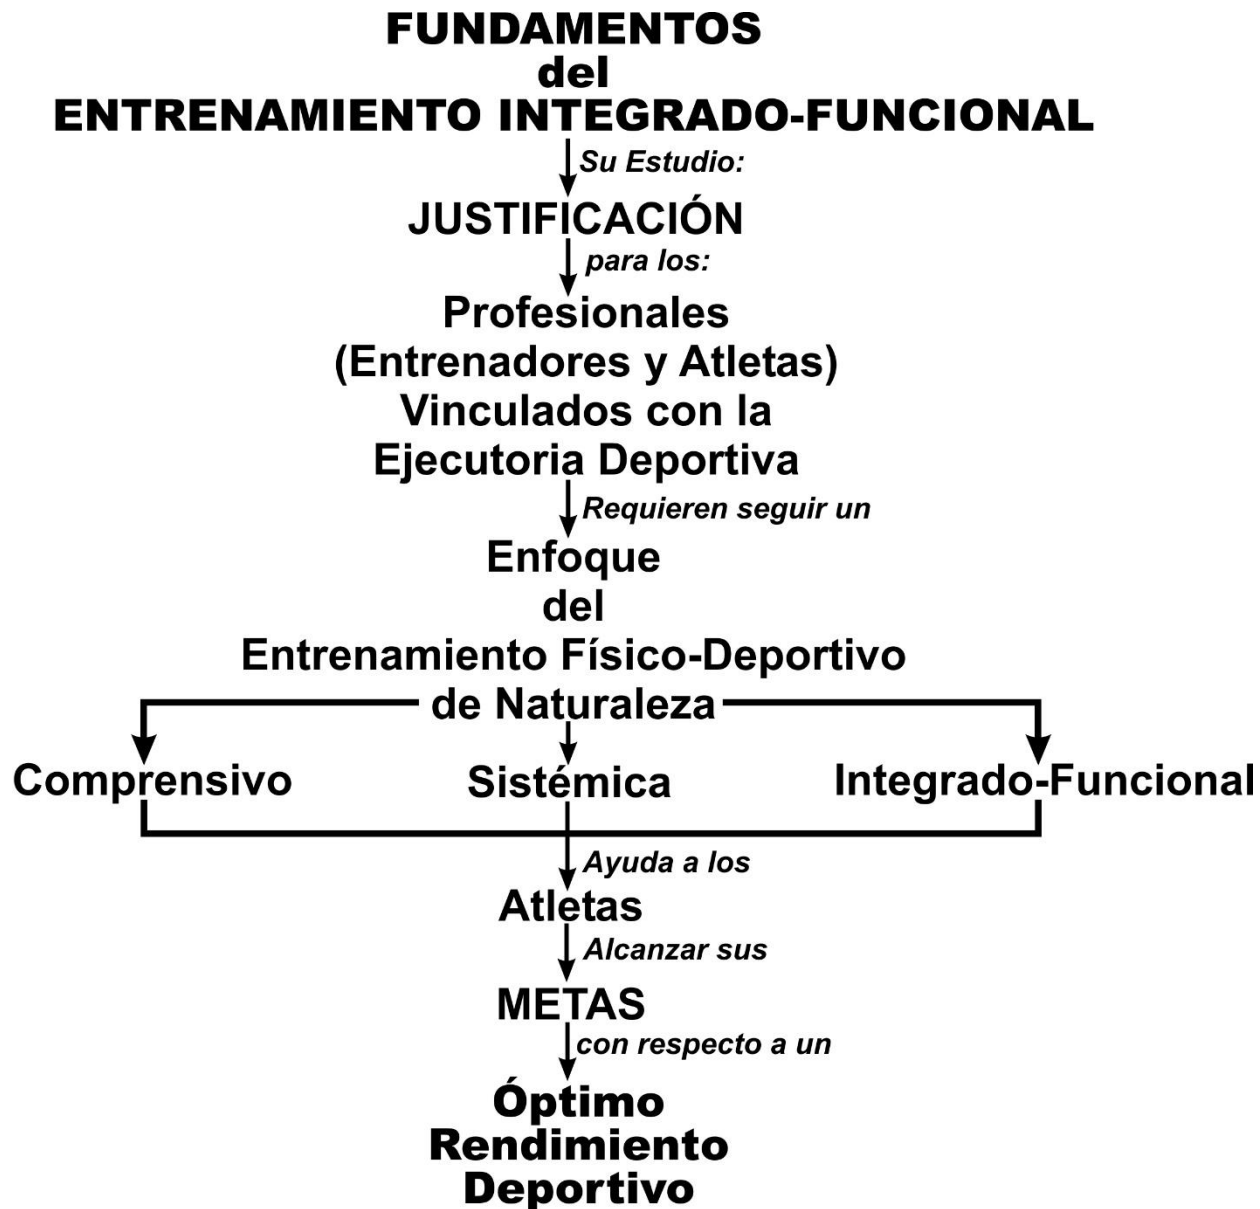 FUNDAMENTOS
del
ENTRENAMIENTO INTEGRADO-FUNCIONAL
Su Estudio:
JUSTIFICACIÓN
para los:
Profesionales
(Entrenadores y Atletas)
Vinculados con la
Ejecutoria Deportiva
Requieren seguir un
Enfoque
del
Entrenamiento Físico-Deportivo
de Naturaleza
Comprensivo Sistémica Integrado-Funcional
Ayuda a los
Atletas
Alcanzar sus
METAS
con respecto a un
Óptimo
Rendimiento
Deportivo